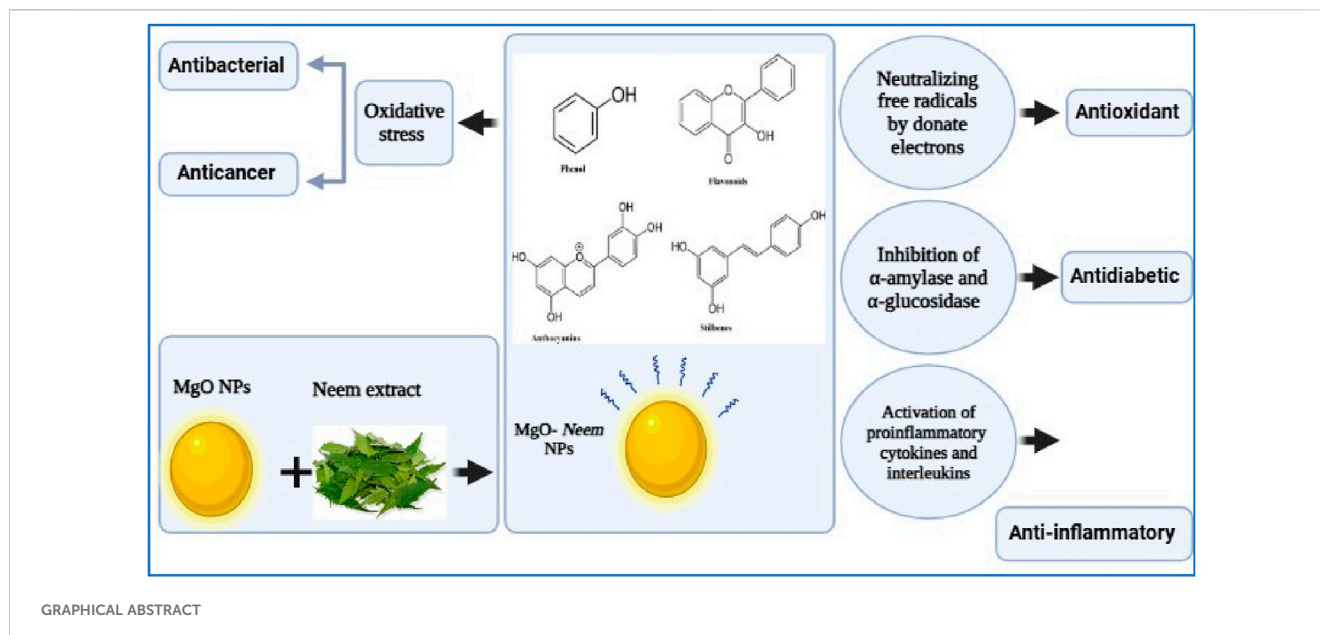 Antibacterial
Anticancer
Oxidative
stress
OH
Phenol
O
OH
O
Flavonoids
OH
OH
HO
O
⊕
OH
Anthocyanins
OH
HO
OH
Stilbenes
Neutralizing
free radicals
by donate
electrons
Antioxidant
Inhibition of
α-amylase and
α-glucosidase
Antidiabetic
MgO NPs
+
Neem extract
MgO- Neem
NPs
Activation of
proinflammatory
cytokines and
interleukins
Anti-inflammatory
GRAPHICAL ABSTRACT